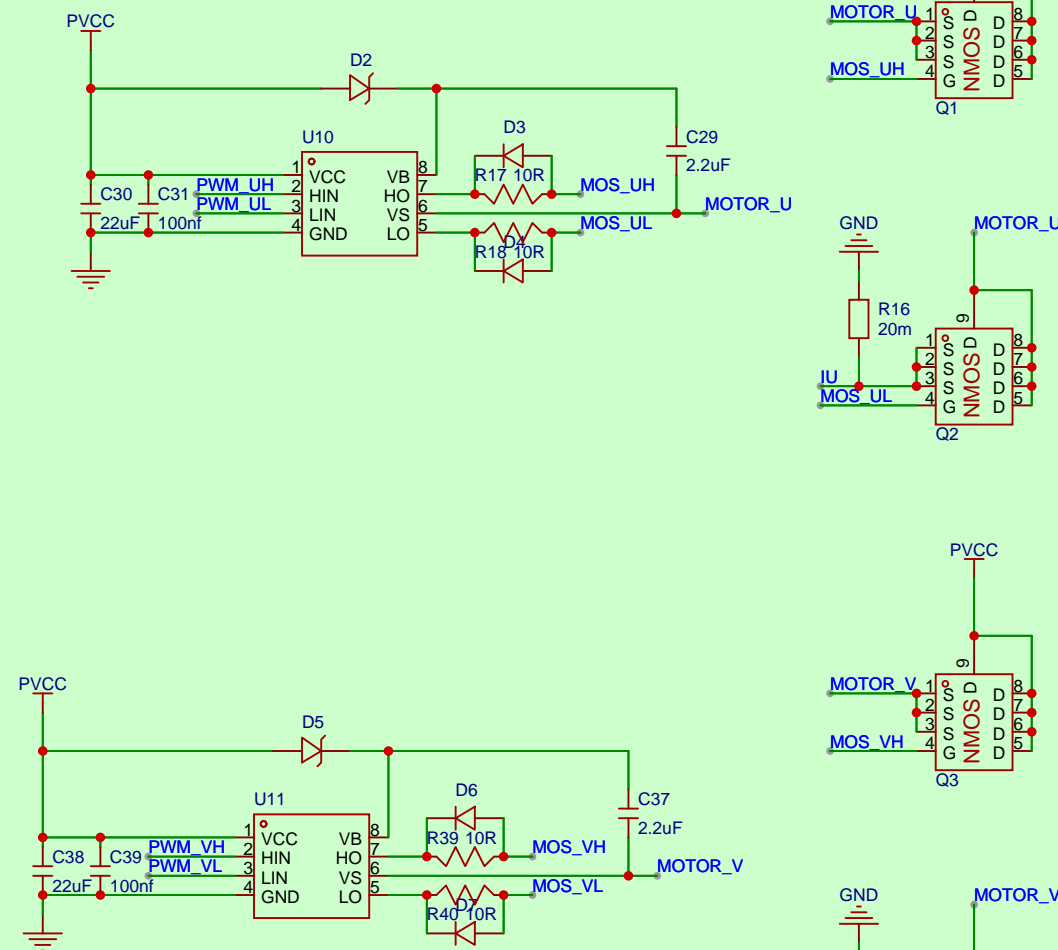 PVCC
D2
U10
1 VCC VB 8
PWM_UH 2 HIN HO 7
PWM_UL 3 LIN VS 6
4 GND LO 5
C30
22uF
C31
100nf
D3
R17 10R
MOS_UH
MOS_UL
D4
R18 10R
C29
2.2uF
MOTOR_U
MOTOR_U 1 S D D 8
2 S D 7
3 S D 6
MOS_UH 4 G D 5
NMOS
Q1
GND
MOTOR_U
R16
20m
9
1 S D D 8
2 S D 7
IU 3 S D 6
MOS_UL 4 G D 5
NMOS
Q2
PVCC
9
MOTOR_V 1 S D D 8
2 S D 7
3 S D 6
MOS_VH 4 G D 5
NMOS
Q3
PVCC
D5
U11
1 VCC VB 8
PWM_VH 2 HIN HO 7
PWM_VL 3 LIN VS 6
4 GND LO 5
C38
22uF
C39
100nf
D6
R39 10R
MOS_VH
MOS_VL
D7
R40 10R
C37
2.2uF
MOTOR_V
GND
MOTOR_V